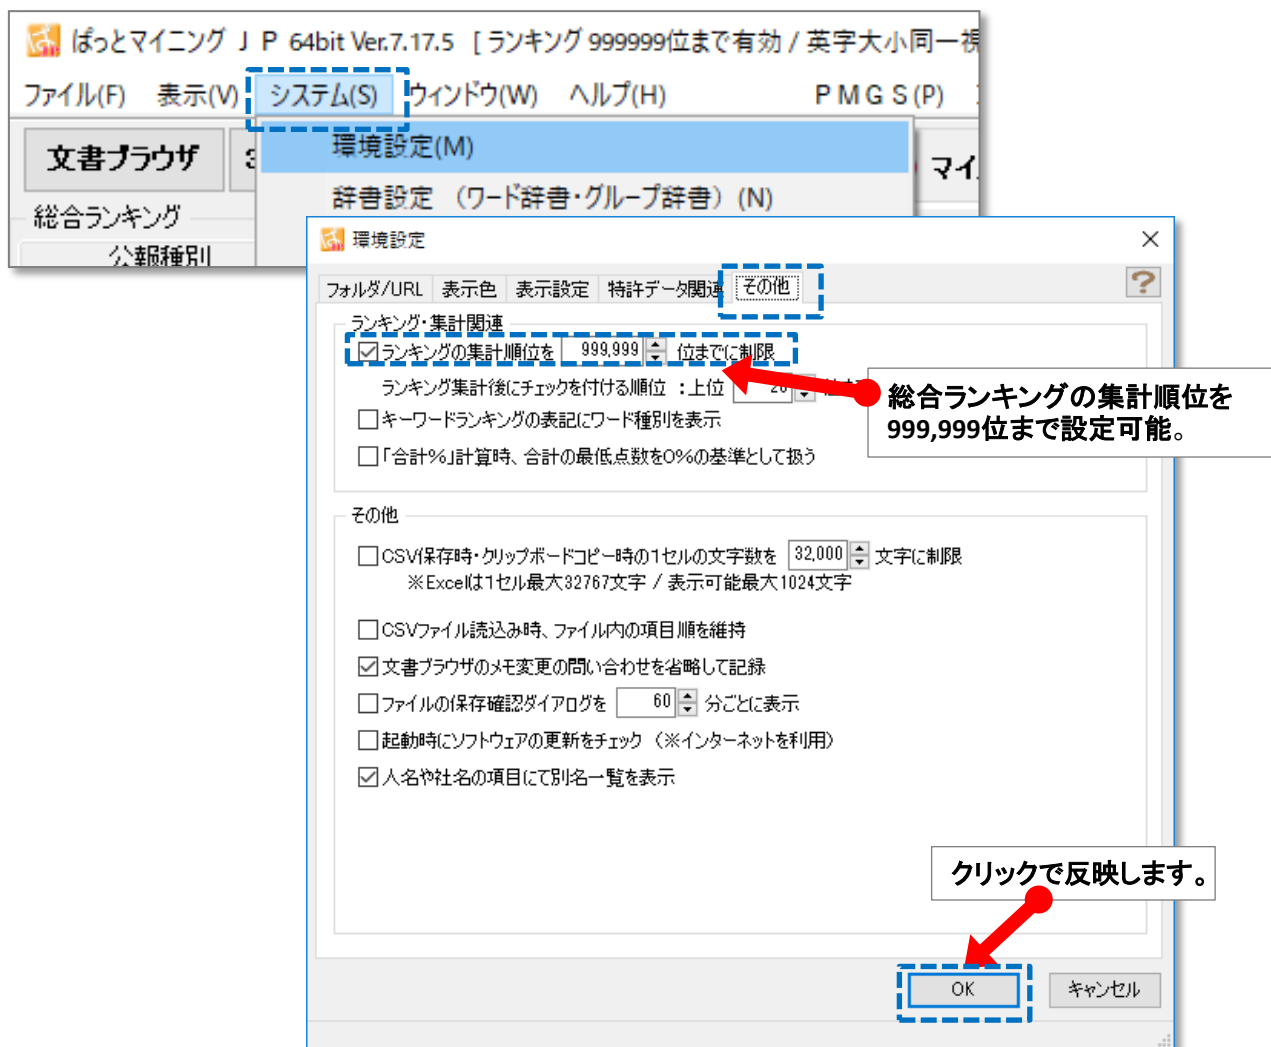 ぱっとマイニング J P 64bit Ver.7.17.5 [ ランキング 999999位まで有効 / 英字大小同一視
ファイル(F) 表示(V) システム(S) ウィンドウ(W) ヘルプ(H) P M G S (P)
文書ブラウザ 3 マイ
環境設定(M)
辞書設定 （ワード辞書・グループ辞書）(N)
総合ランキング
公報種別
環境設定
フォルダ/URL 表示色 表示設定 特許データ関連 その他
ランキング・集計関連
ランキングの集計順位を 999,999 位までに制限
ランキング集計後にチェックを付ける順位 ：上位 20
総合ランキングの集計順位を
999,999位まで設定可能。
キーワードランキングの表記にワード種別を表示
「合計%」計算時、合計の最低点数を0%の基準として扱う
その他
CSV保存時・クリップボードコピー時の1セルの文字数を 32,000 文字に制限
※Excelは1セル最大32767文字 / 表示可能最大1024文字
CSVファイル読込み時、ファイル内の項目順を維持
文書ブラウザのメモ変更の問い合わせを省略して記録
ファイルの保存確認ダイアログを 60 分ごとに表示
起動時にソフトウェアの更新をチェック （※インターネットを利用）
人名や社名の項目にて別名一覧を表示
クリックで反映します。
OK キャンセル